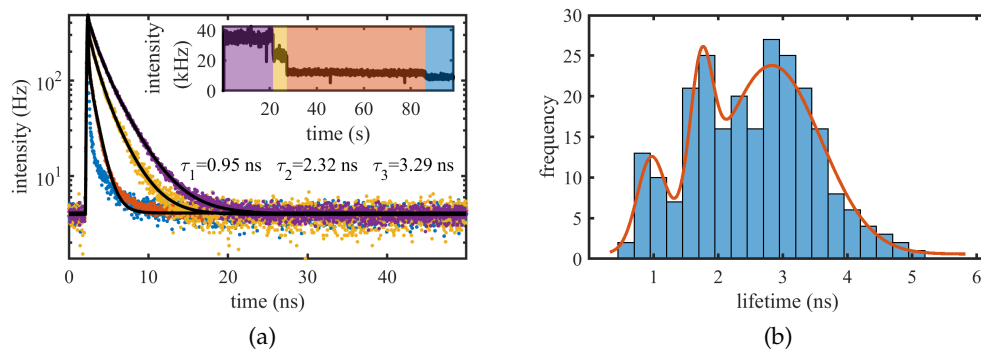 40
20
0
intensity
(kHz)
20 40 60 80
time (s)
10²
10¹
intensity (Hz)
τ₁=0.95 ns τ₂=2.32 ns τ₃=3.29 ns
0 10 20 30 40
time (ns)
(a)
30
25
20
15
10
5
0
frequency
1 2 3 4 5 6
lifetime (ns)
(b)